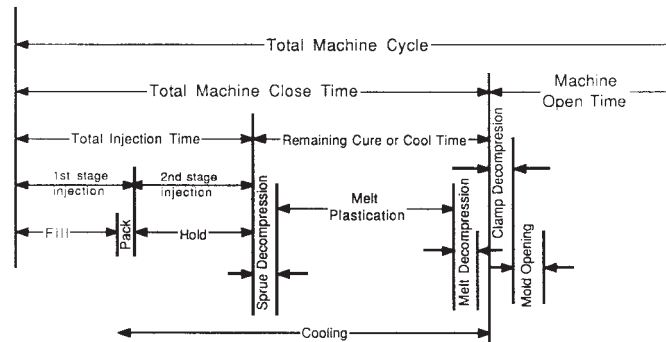 Total Machine Cycle
Total Machine Close Time
Machine
Open Time
Total Injection Time
Remaining Cure or Cool Time
1st stage
injection
2nd stage
injection
Fill
Pack
Hold
Sprue Decompression
Melt
Plastication
Melt Decompression
Clamp Decompression
Mold Opening
Cooling